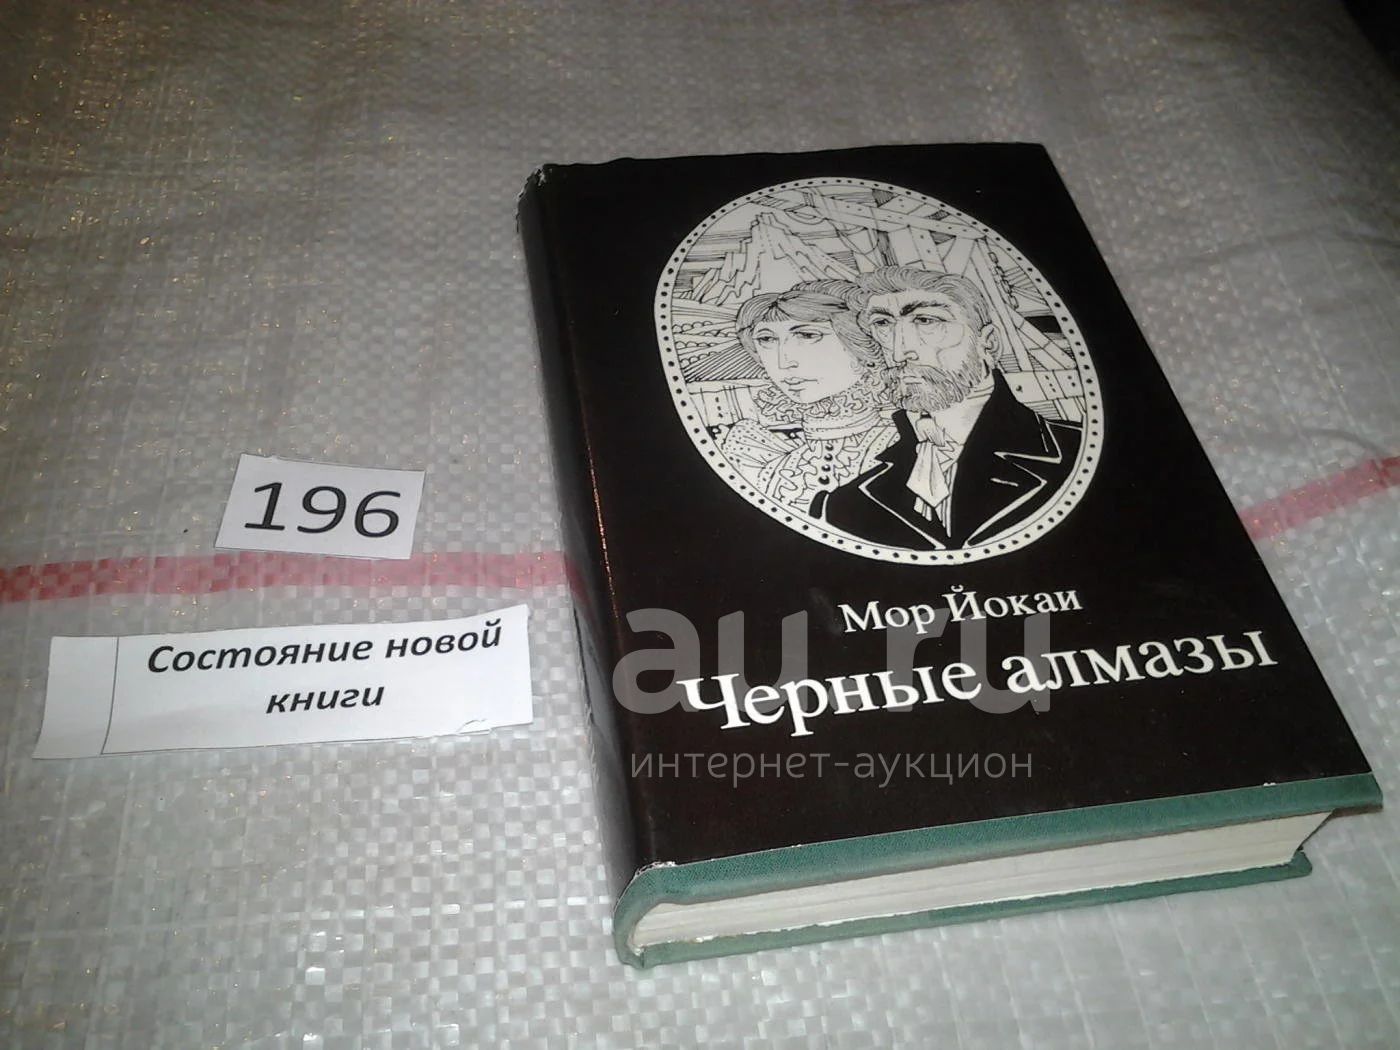 196
Состояние новой
книги
Мор Йокаи
Черные алмазы
au.ru
интернет-аукцион